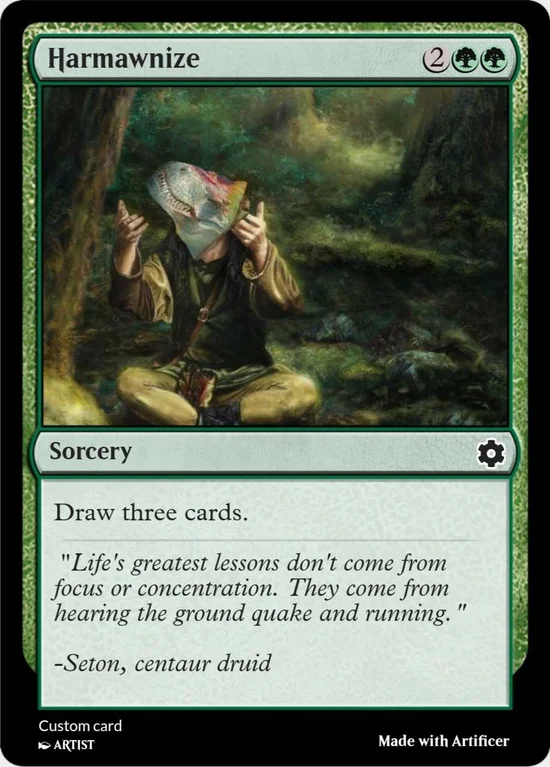 Harmawnize 2
Sorcery
Draw three cards.
"Life's greatest lessons don't come from
focus or concentration. They come from
hearing the ground quake and running."
-Seton, centaur druid
Custom card
ARTIST
Made with Artificer